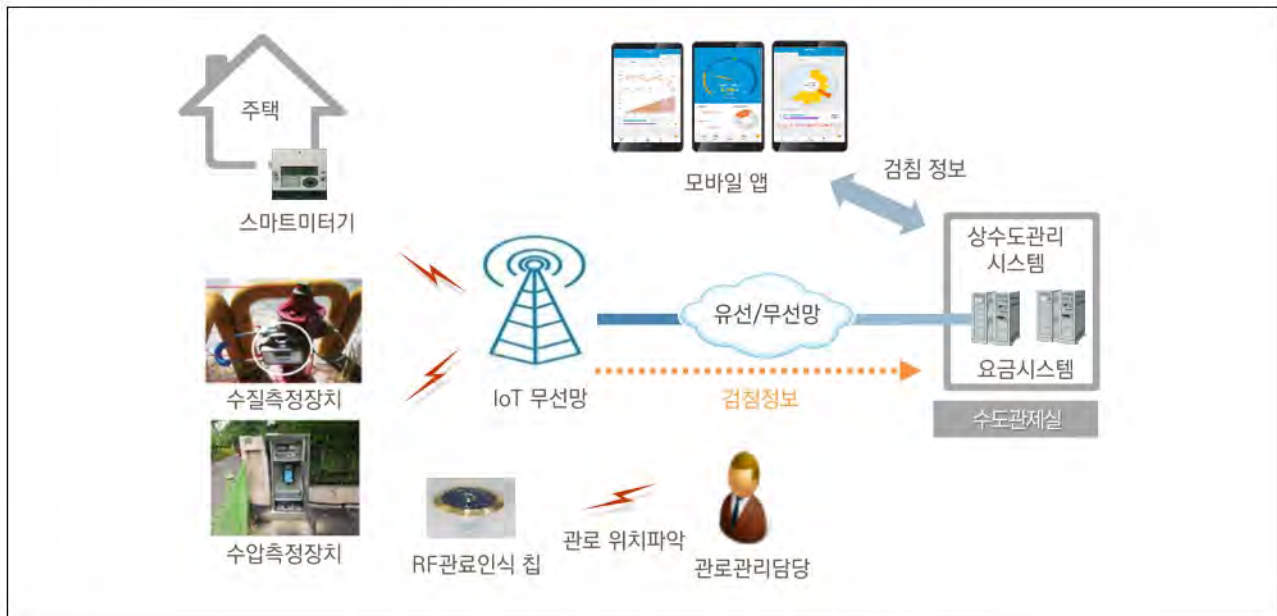 주택
스마트미터기
모바일 앱
검침 정보
상수도관리
시스템
요금시스템
수도관제실
유선/무선망
IoT 무선망
검침정보
수질측정장치
수압측정장치
RF관료인식 칩
관로 위치파악
관로관리담당